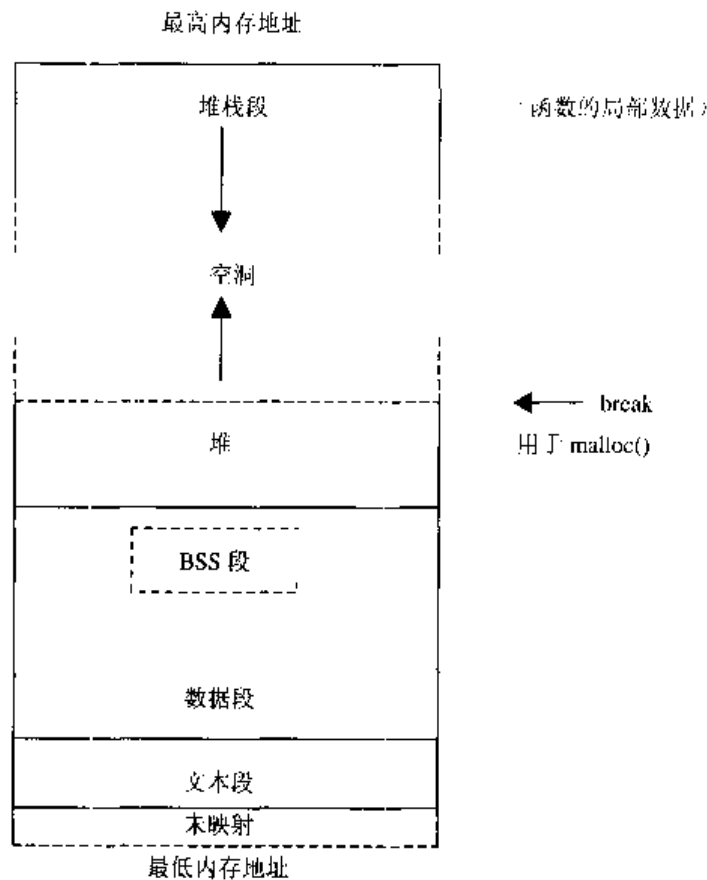 最高内存地址
堆栈段
(函数的局部数据)
空洞
break
堆
用于 malloc()
BSS 段
数据段
文本段
未映射
最低内存地址